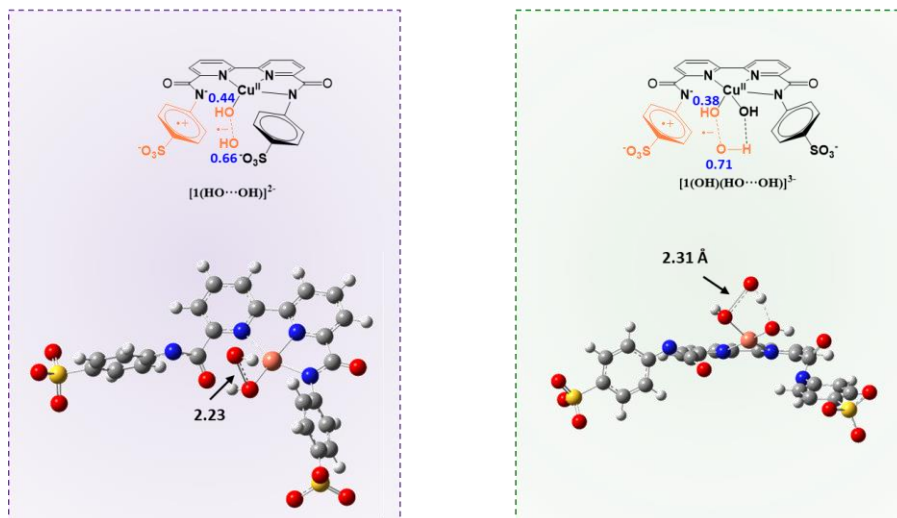 O N N O
Cu^II
N^- 0.44 N
HO
•+ •−
HO
^-O3S 0.66 ^-O3S
[1(HO···OH)]^2-
2.23
O N N O
Cu^II
N^- 0.38 N
HO OH
•+ •−
O H
^-O3S 0.71 SO3^-
[1(OH)(HO···OH)]^3-
2.31 Å